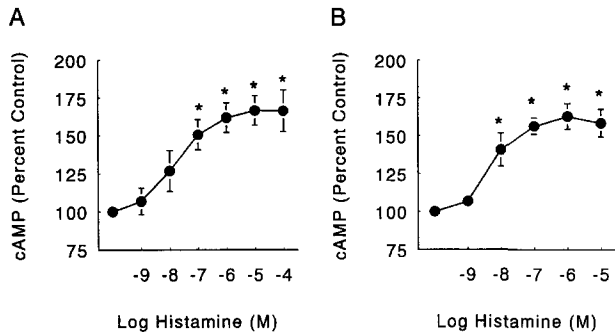 A
cAMP (Percent Control)
200
175
150
125
100
75
* * * *
-9 -8 -7 -6 -5 -4
Log Histamine (M)
B
cAMP (Percent Control)
200
175
150
125
100
75
* * * *
-9 -8 -7 -6 -5
Log Histamine (M)